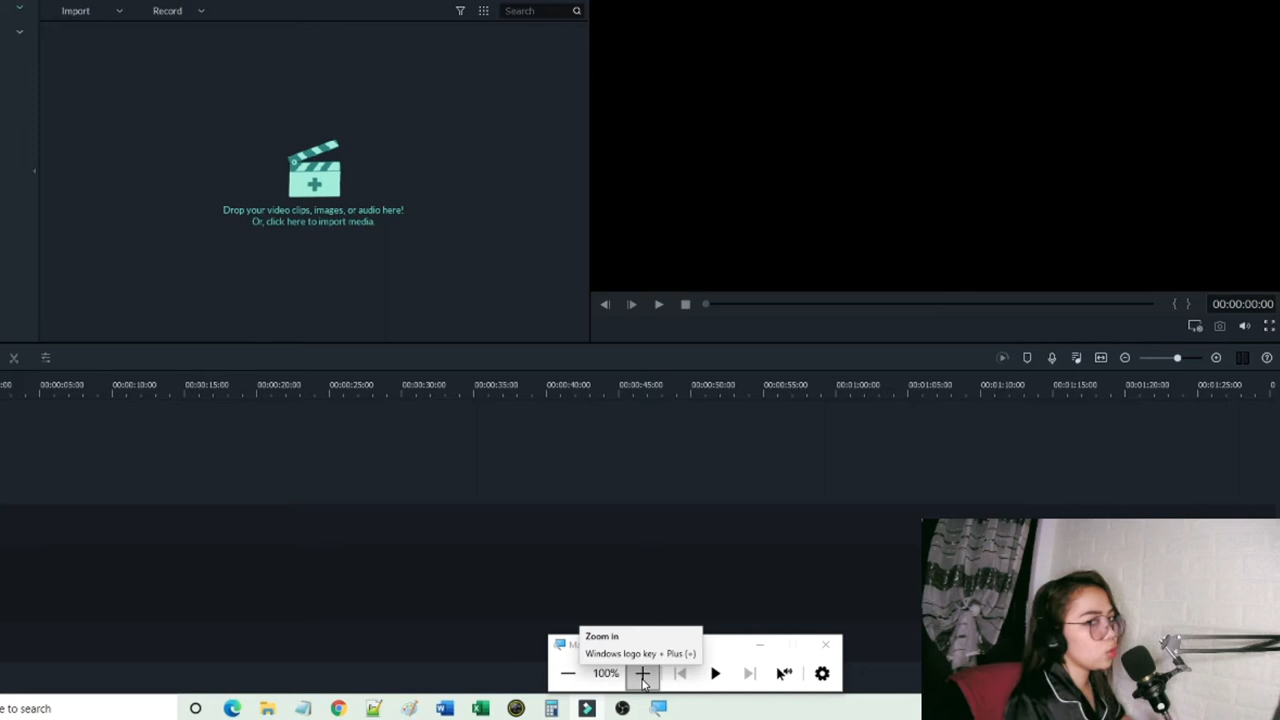 Import
Record
Search
Drop your video clips, images, or audio here!
Or, click here to import media.
00:00:00:00
:00 00:00:05:00 00:00:10:00 00:00:15:00 00:00:20:00 00:00:25:00 00:00:30:00 00:00:35:00 00:00:40:00 00:00:45:00 00:00:50:00 00:00:55:00 00:01:00:00 00:01:05:00 00:01:10:00 00:01:15:00 00:01:20:00 00:01:25:00 0
Zoom in
Windows logo key + Plus (+)
100%
e to search